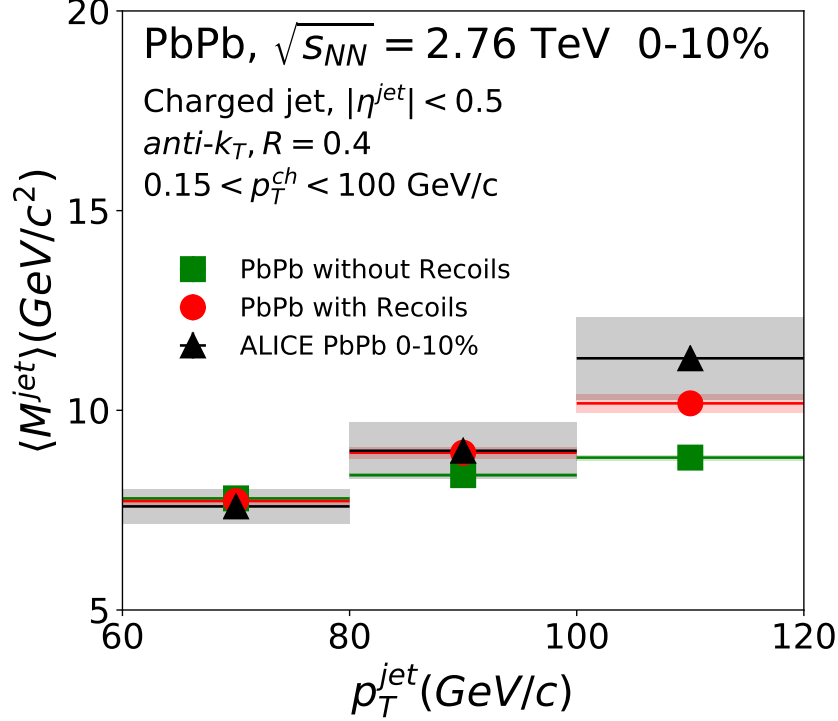 PbPb, √s_NN = 2.76 TeV 0-10%
Charged jet, |η^jet| < 0.5
anti-k_T, R = 0.4
0.15 < p_T^ch < 100 GeV/c
PbPb without Recoils
PbPb with Recoils
ALICE PbPb 0-10%
⟨M^jet⟩(GeV/c²)
20
15
10
5
60
80
100
120
p_T^jet(GeV/c)